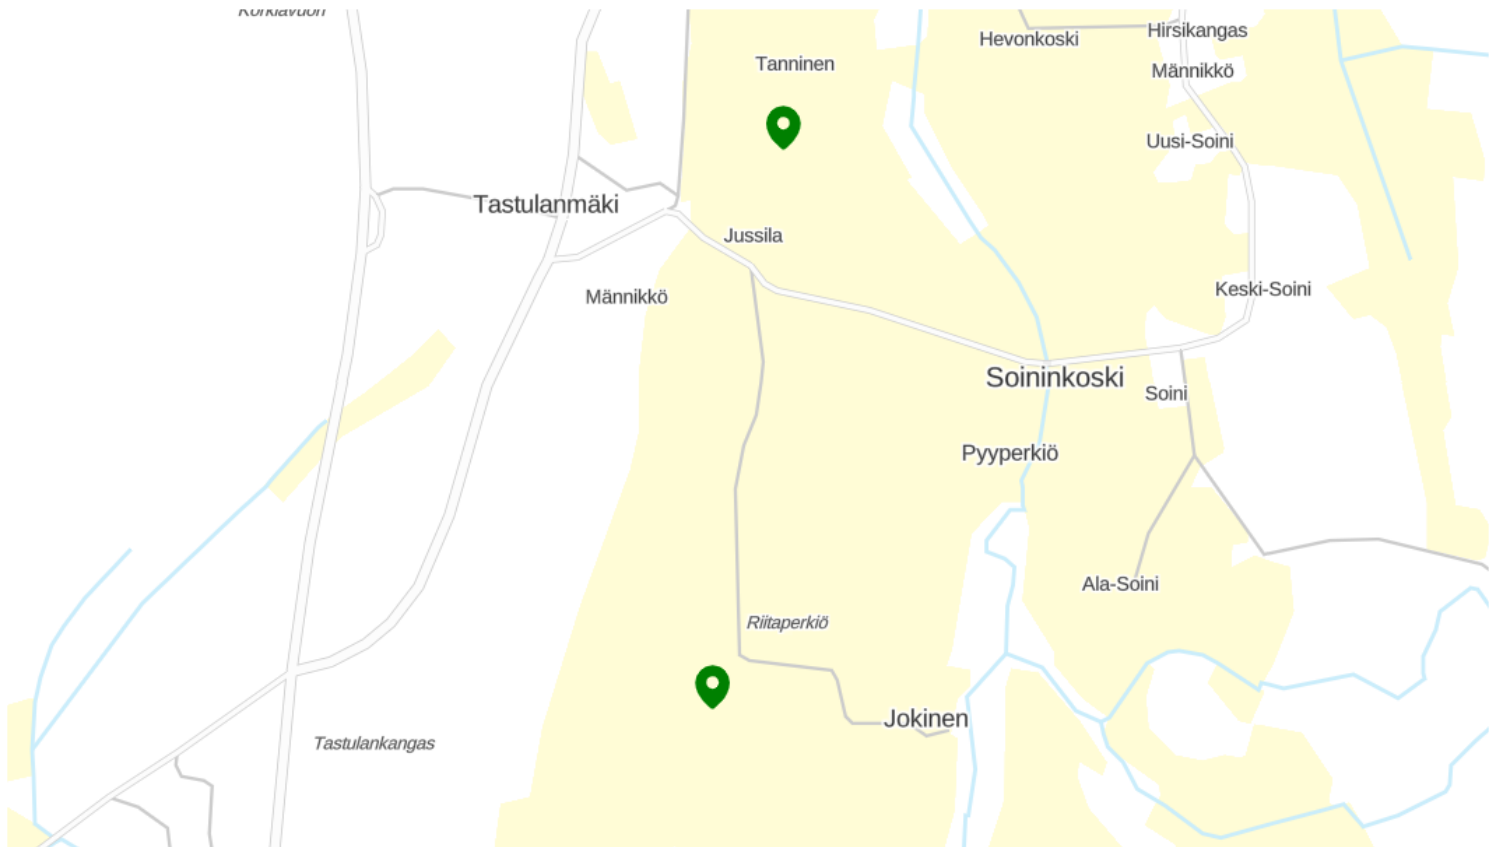 Korkiavuori
Hirsikangas
Hevonkoski
Tanninen
Männikkö
Uusi-Soini
Tastulanmäki
Jussila
Keski-Soini
Männikkö
Soininkoski
Soini
Pyyperkiö
Ala-Soini
Riitaperkiö
Jokinen
Tastulankangas